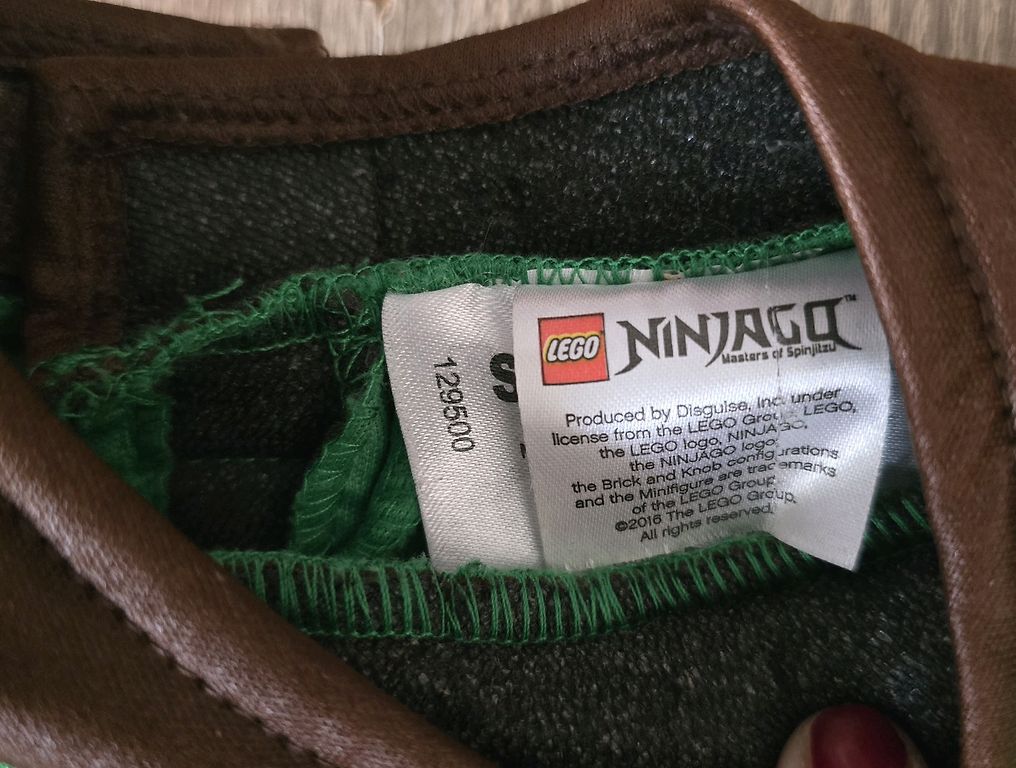 129500
S
LEGO
NINJAGO™
Masters of Spinjitzu
Produced by Disguise, Inc. under
license from the LEGO Group. LEGO,
the LEGO logo, NINJAGO,
the NINJAGO logo,
the Brick and Knob configurations
and the Minifigure are trademarks
of the LEGO Group.
©2016 The LEGO Group.
All rights reserved.